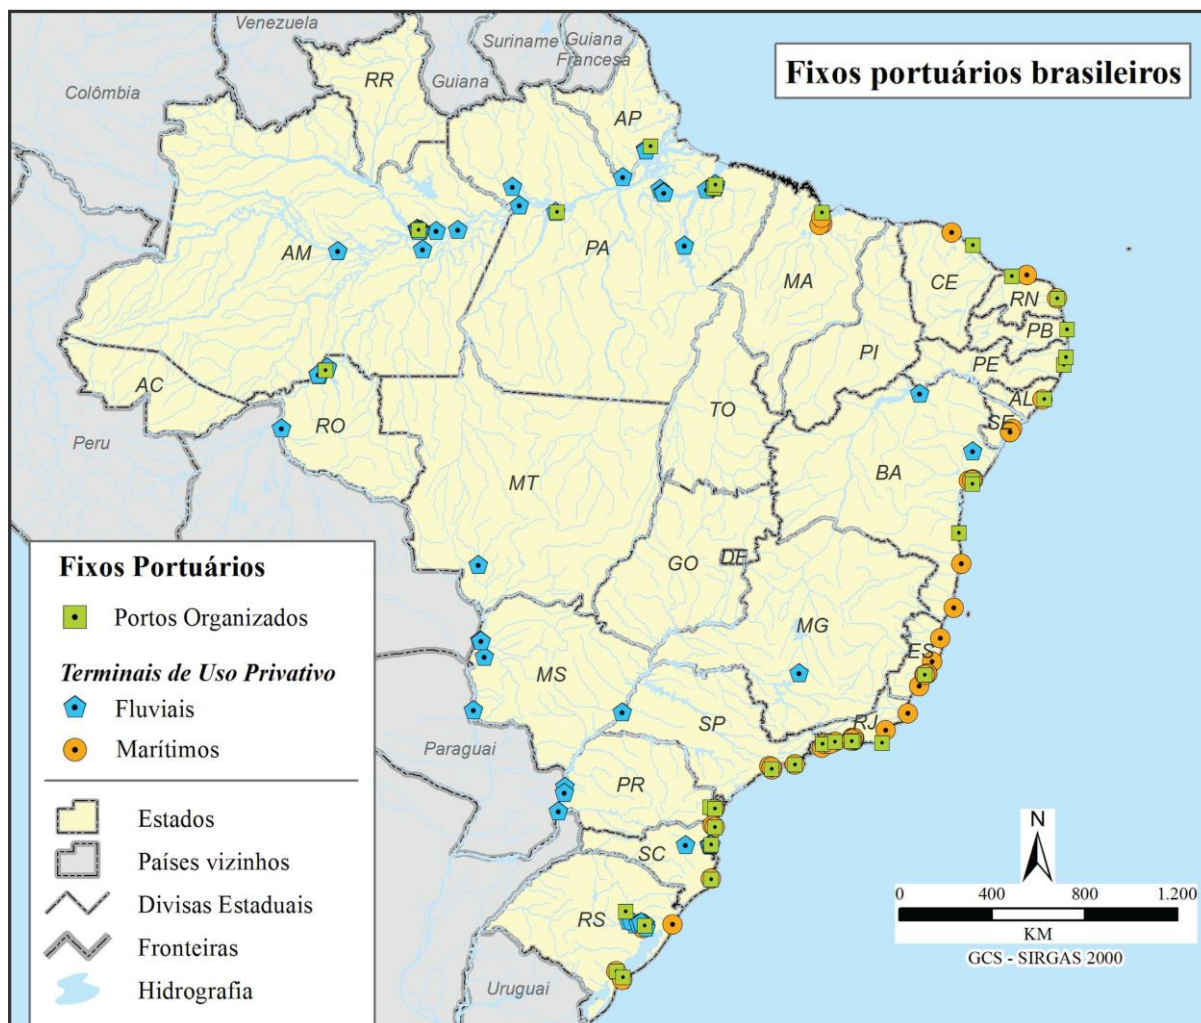 Fixos portuários brasileiros
Venezuela
Colômbia
Guiana
Suriname
Guiana
Francesa
RR
AP
AM
PA
MA
CE
RN
PB
PE
PI
AL
SE
AC
RO
TO
BA
MT
Peru
GO
DF
MG
ES
MS
SP
RJ
Paraguai
PR
SC
RS
Uruguai
Fixos Portuários
Portos Organizados
Terminais de Uso Privativo
Fluviais
Marítimos
Estados
Países vizinhos
Divisas Estaduais
Fronteiras
Hidrografia
N
0 400 800 1.200
KM
GCS - SIRGAS 2000